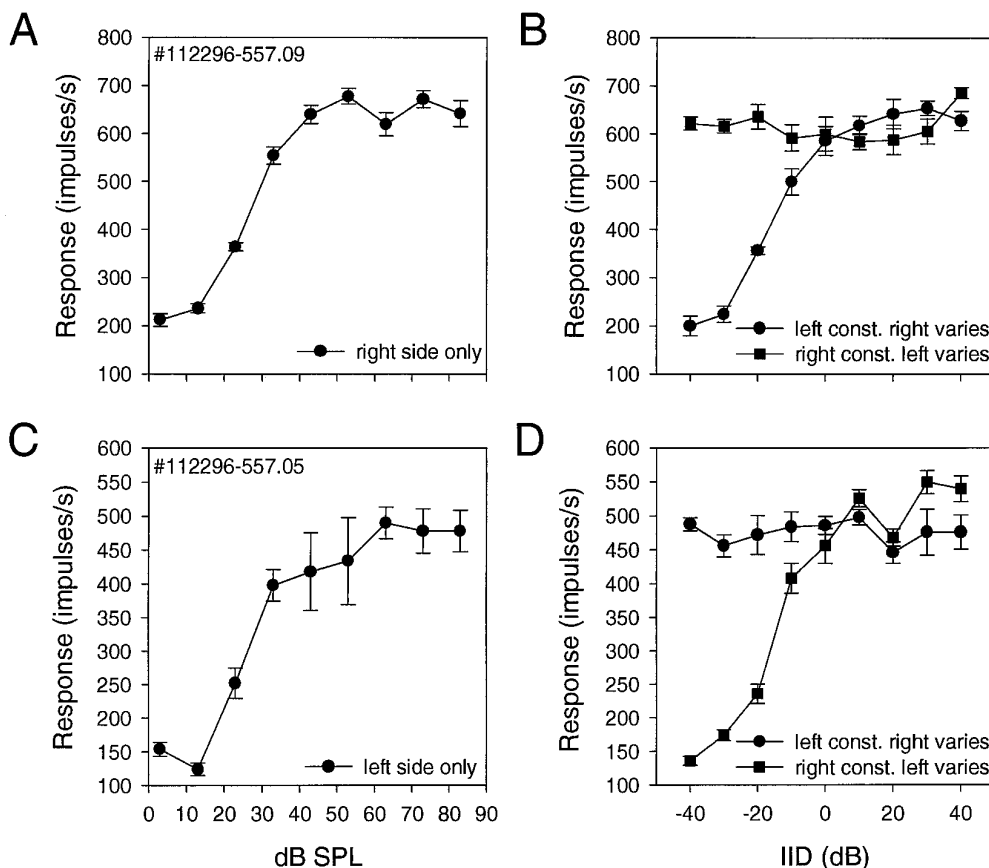 A
#112296-557.09
Response (impulses/s)
800
700
600
500
400
300
200
100
right side only
B
Response (impulses/s)
800
700
600
500
400
300
200
100
left const. right varies
right const. left varies
C
#112296-557.05
Response (impulses/s)
600
550
500
450
400
350
300
250
200
150
100
left side only
0 10 20 30 40 50 60 70 80 90
dB SPL
D
Response (impulses/s)
600
550
500
450
400
350
300
250
200
150
100
left const. right varies
right const. left varies
-40 -20 0 20 40
IID (dB)